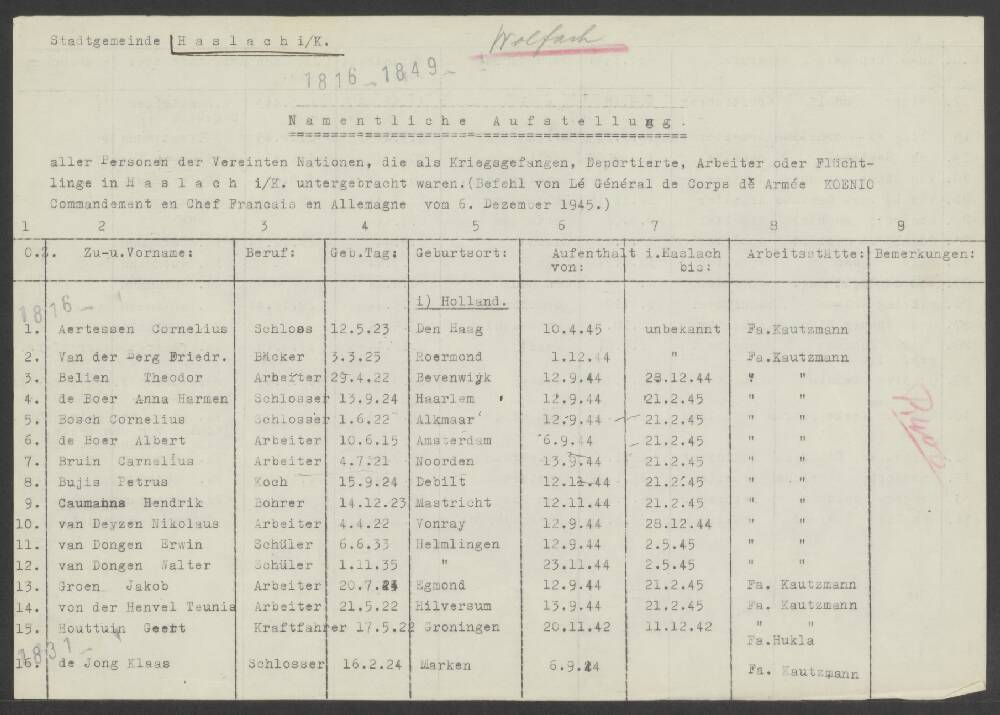 Stadtgemeinde Haslach i/K.
Wolfach
1816 - 1849 -
Namentliche Aufstellung.
aller Personen der Vereinten Nationen, die als Kriegsgefangen, Deportierte, Arbeiter oder Flücht-
linge in Haslach i/K. untergebracht waren.(Befehl von Lé Général de Corps dé Armée KOENIG
Commandement en Chef Francais en Allemagne vom 6. Dezember 1945.)
1 2 3 4 5 6 7 8 9
O.Z. Zu-u.Vorname: Beruf: Geb.Tag: Geburtsort: Aufenthalt i.Haslach Arbeitsstätte: Bemerkungen:
von: bis:
1816 -
i) Holland.
1. Aertessen Cornelius Schloss 12.5.23 Den Haag 10.4.45 unbekannt Fa.Kautzmann
2. Van der Berg Friedr. Bäcker 3.3.25 Roermond 1.12.44 " Fa.Kautzmann
3. Belien Theodor Arbeiter 29.4.22 Bevenwijk 12.9.44 28.12.44 " "
4. de Boer Anna Harmen Schlosser 13.9.24 Haarlem 12.9.44 21.2.45 " "
5. Bosch Cornelius Schlosser 1.6.22 Alkmaar 12.9.44 21.2.45 " "
6. de Boer Albert Arbeiter 10.6.15 Amsterdam 6.9.44 21.2.45 " "
7. Bruin Carnelius Arbeiter 4.7.21 Noorden 13.9.44 21.2.45 " "
8. Bujis Petrus Koch 15.9.24 Debilt 12.12.44 21.2.45 " "
9. Caumanns Hendrik Bohrer 14.12.23 Mastricht 12.11.44 21.2.45 " "
10. van Deyzen Nikolaus Arbeiter 4.4.22 Vonray 12.9.44 28.12.44 " "
11. van Dongen Erwin Schüler 6.6.33 Helmlingen 12.9.44 2.5.45 " "
12. van Dongen Walter Schüler 1.11.35 " 23.11.44 2.5.45 " "
13. Groen Jakob Arbeiter 20.7.24 Egmond 12.9.44 21.2.45 Fa. Kautzmann
14. von der Henvel Teunis Arbeiter 21.5.22 Hilversum 13.9.44 21.2.45 Fa. Kautzmann
15. Houttuin Geert Kraftfahrer 17.5.22 Groningen 20.11.42 11.12.42 " "
Fa.Hukla
1831 -
16. de Jong Klaas Schlosser 16.2.24 Marken 6.9.44 Fa. Kautzmann